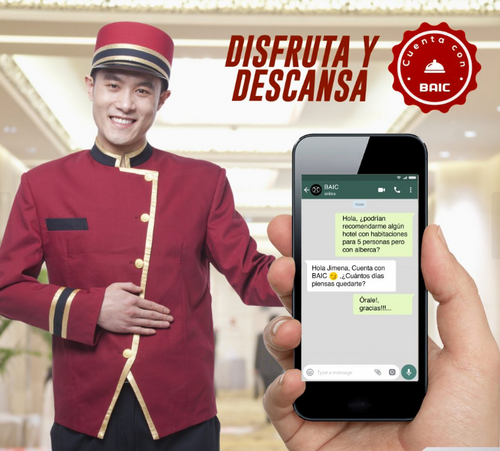 DISFRUTA Y
DESCANSA
Cuenta con
BAIC
BAIC
online
Hola, ¿podrían
recomendarme algún
hotel con habitaciones
para 5 personas pero
con alberca?
Hola Jimena, Cuenta con
BAIC 😏 .¿Cuántos días
piensas quedarte?
Órale!,
gracias!!!...
Type a message